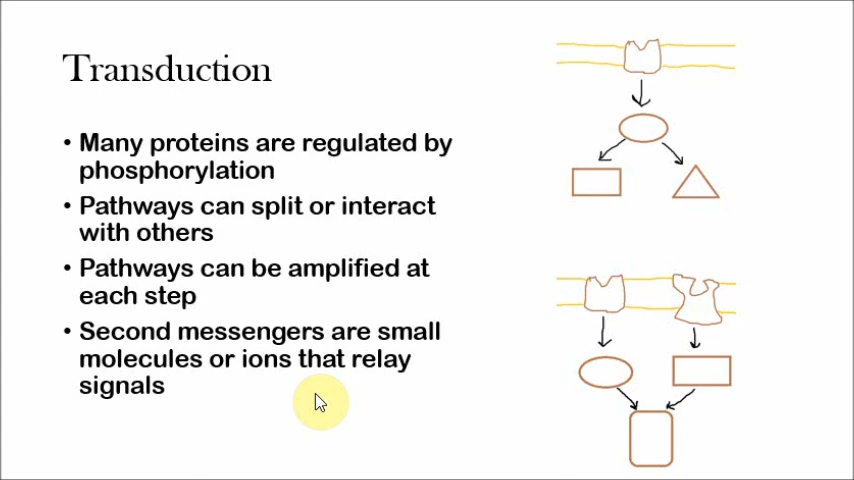 Transduction
• Many proteins are regulated by
phosphorylation
• Pathways can split or interact
with others
• Pathways can be amplified at
each step
• Second messengers are small
molecules or ions that relay
signals